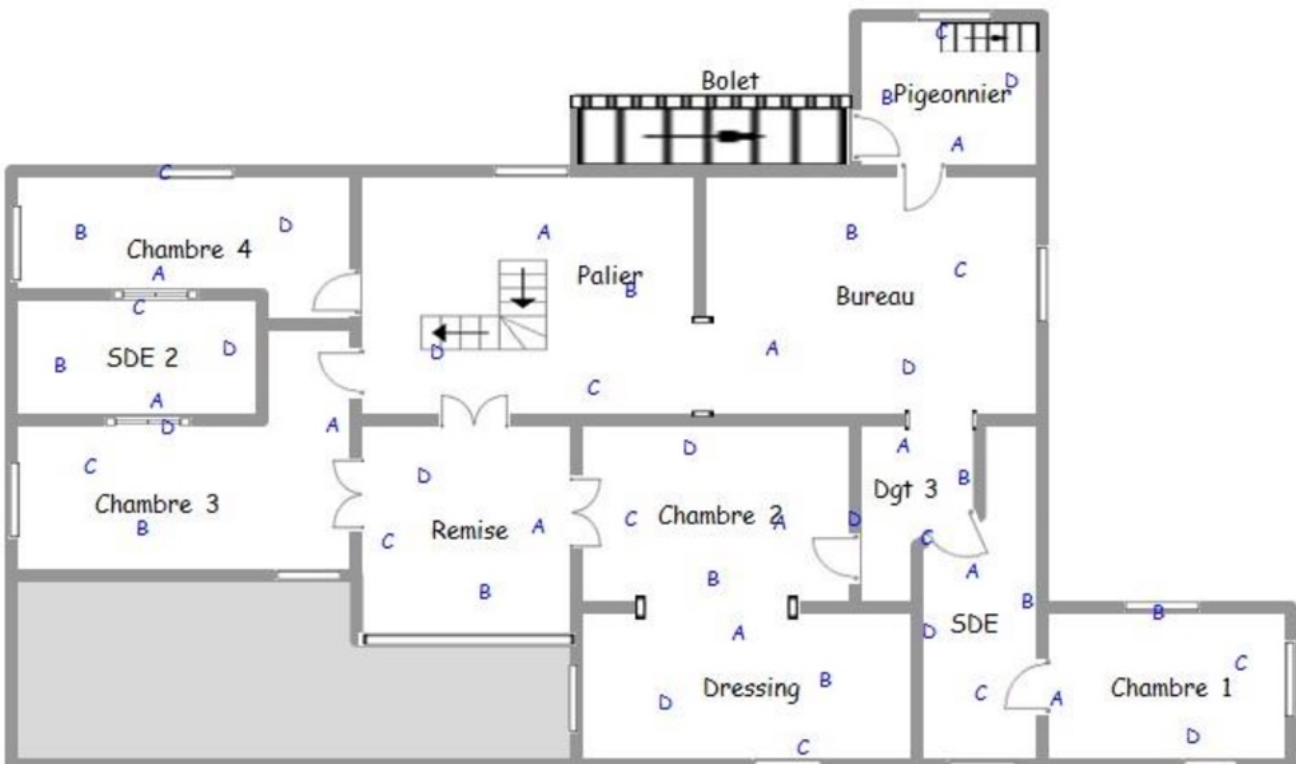 C
Bolet
D
B Pigeonnier
A
C
B D A B
Chambre 4 Palier C
A B Bureau
C
SDE 2 D D A
B C D
A
D A D A
C D Dgt 3 B
Chambre 3 B Remise A C Chambre 2 A D
C C
B B A
B SDE B
A D
Dressing B C Chambre 1 C
D A
C D